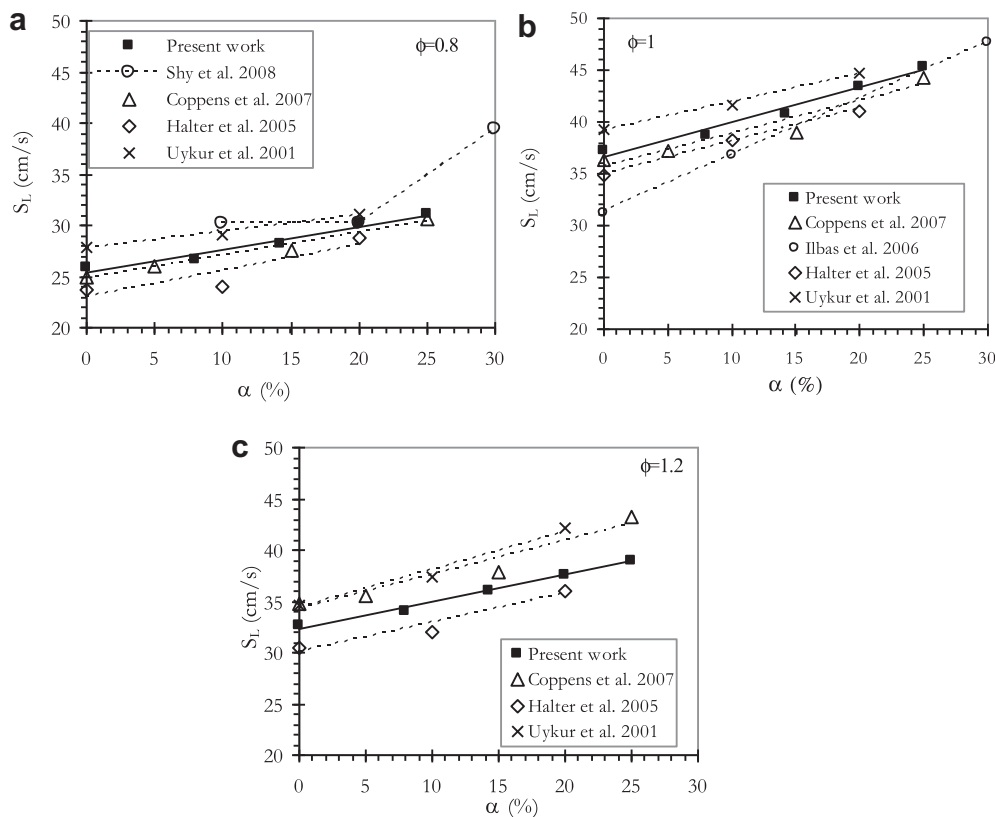 a
50
45
40
35
30
25
20
S_L (cm/s)
ϕ=0.8
Present work
Shy et al. 2008
Coppens et al. 2007
Halter et al. 2005
Uykur et al. 2001
0 5 10 15 20 25 30
α (%)
b
50
45
40
35
30
25
20
S_L (cm/s)
ϕ=1
Present work
Coppens et al. 2007
Ilbas et al. 2006
Halter et al. 2005
Uykur et al. 2001
0 5 10 15 20 25 30
α (%)
c
50
45
40
35
30
25
20
S_L (cm/s)
ϕ=1.2
Present work
Coppens et al. 2007
Halter et al. 2005
Uykur et al. 2001
0 5 10 15 20 25 30
α (%)